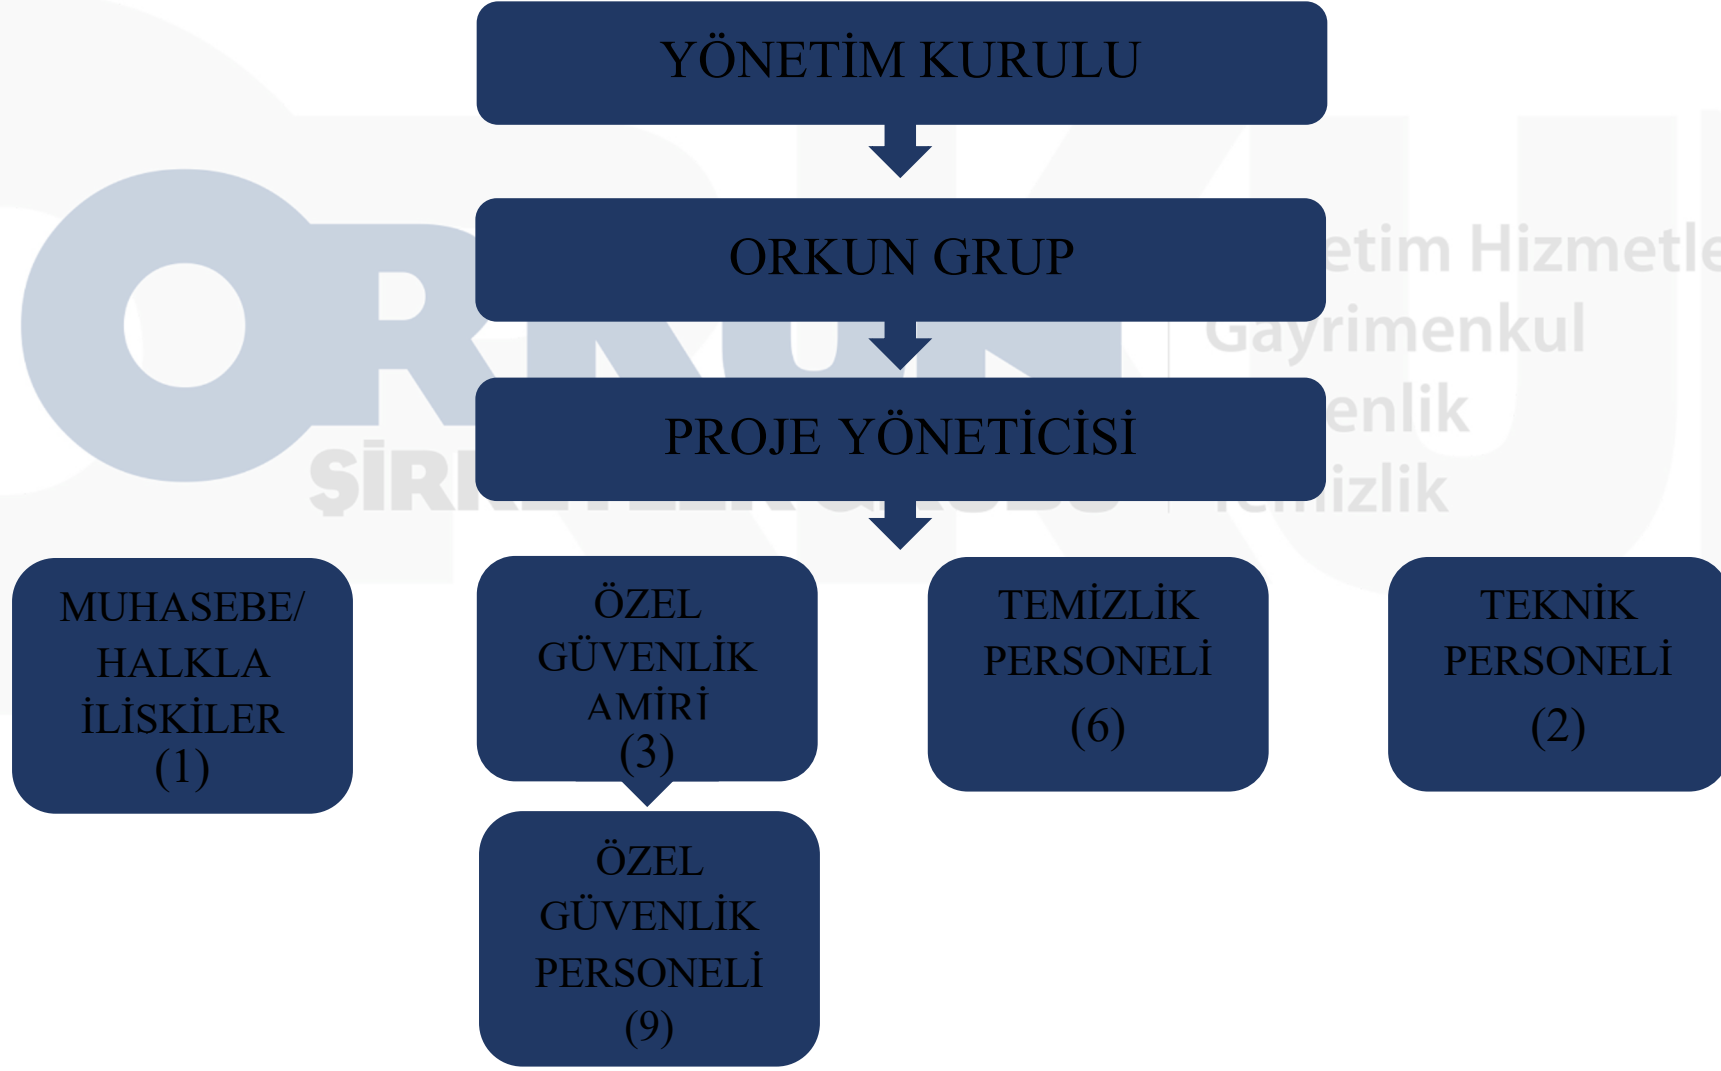 YÖNETİM KURULU
ORKUN GRUP
etim Hizmetle
Gayrimenkul
PROJE YÖNETİCİSİ
enlik
izlik
MUHASEBE/
HALKLA
İLİSKİLER
(1)
ÖZEL
GÜVENLİK
AMİRİ
(3)
TEMİZLİK
PERSONELİ
(6)
TEKNİK
PERSONELİ
(2)
ÖZEL
GÜVENLİK
PERSONELİ
(9)